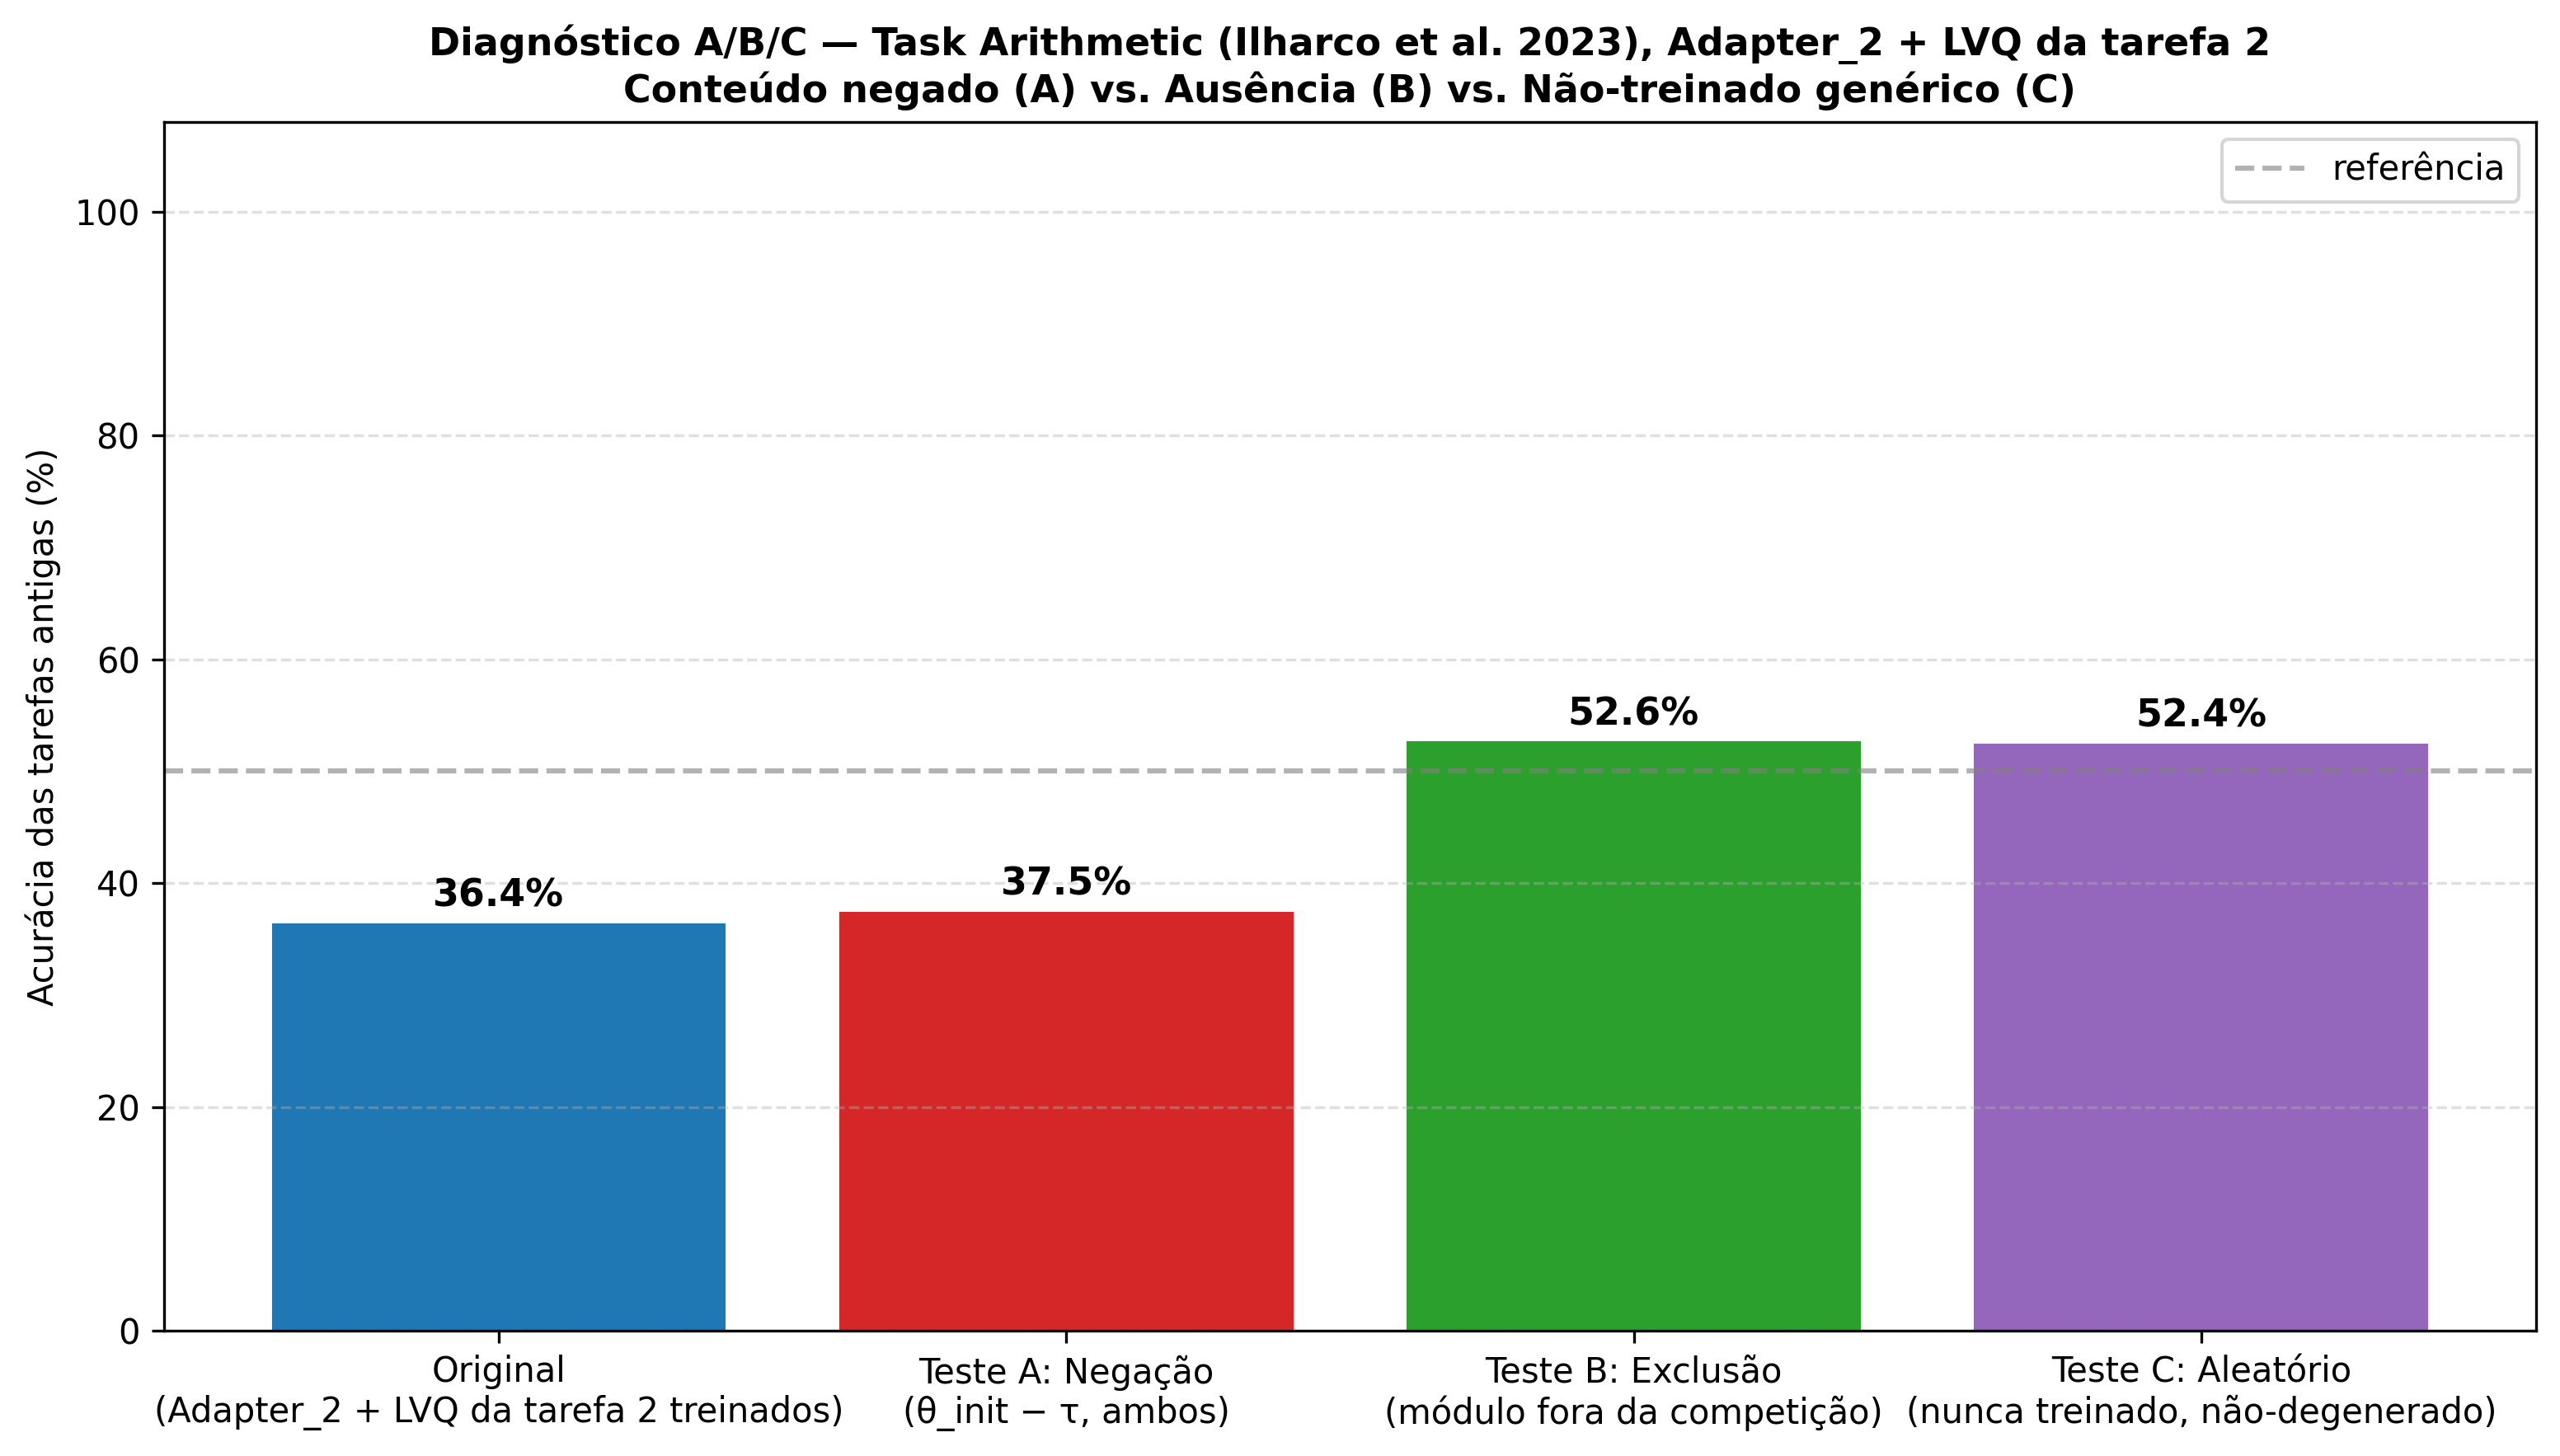 Diagnóstico A/B/C — Task Arithmetic (Ilharco et al. 2023), Adapter_2 + LVQ da tarefa 2
Conteúdo negado (A) vs. Ausência (B) vs. Não-treinado genérico (C)
referência
100
80
60
40
20
0
Acurácia das tarefas antigas (%)
36.4%
37.5%
52.6%
52.4%
Original
(Adapter_2 + LVQ da tarefa 2 treinados)
Teste A: Negação
(θ_init − τ, ambos)
Teste B: Exclusão
(módulo fora da competição)
Teste C: Aleatório
(nunca treinado, não-degenerado)